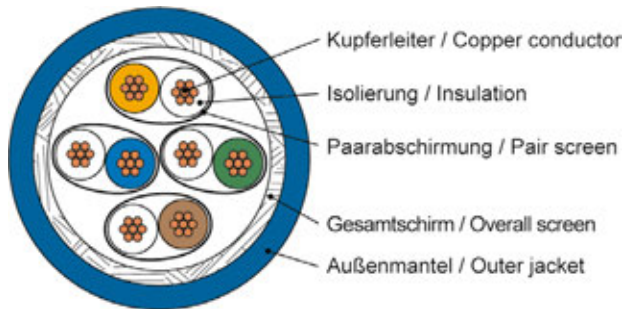 Kupferleiter / Copper conductor
Isolierung / Insulation
Paarabschirmung / Pair screen
Gesamtschirm / Overall screen
Außenmantel / Outer jacket